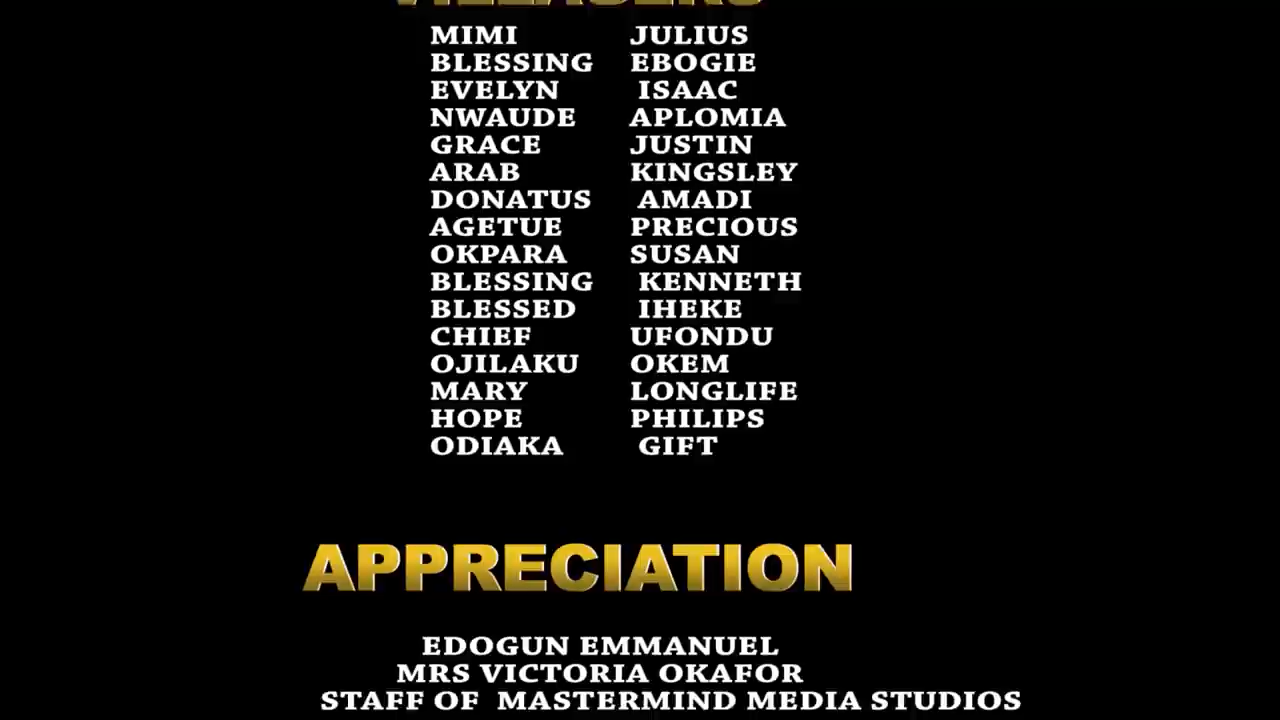 VILLAGERS
MIMI JULIUS
BLESSING EBOGIE
EVELYN ISAAC
NWAUDE APLOMIA
GRACE JUSTIN
ARAB KINGSLEY
DONATUS AMADI
AGETUE PRECIOUS
OKPARA SUSAN
BLESSING KENNETH
BLESSED IHEKE
CHIEF UFONDU
OJILAKU OKEM
MARY LONGLIFE
HOPE PHILIPS
ODIAKA GIFT
APPRECIATION
EDOGUN EMMANUEL
MRS VICTORIA OKAFOR
STAFF OF MASTERMIND MEDIA STUDIOS